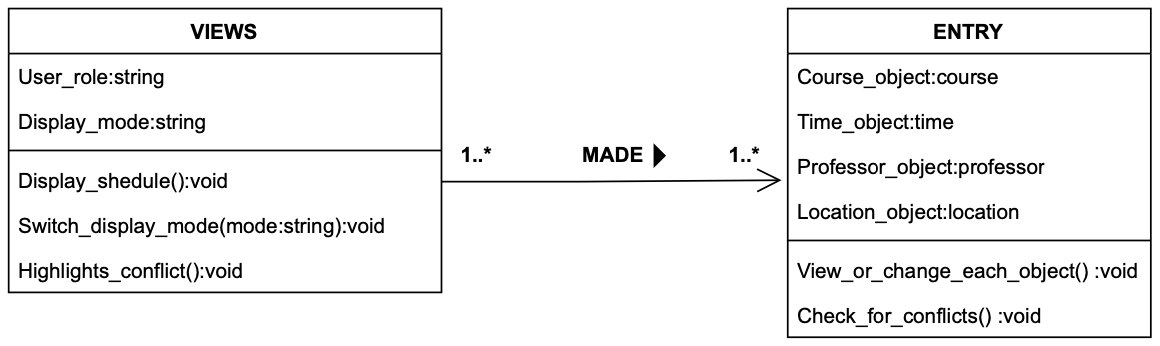 VIEWS
User_role:string
Display_mode:string
Display_shedule():void
Switch_display_mode(mode:string):void
Highlights_conflict():void
1..*
MADE
1..*
ENTRY
Course_object:course
Time_object:time
Professor_object:professor
Location_object:location
View_or_change_each_object() :void
Check_for_conflicts() :void